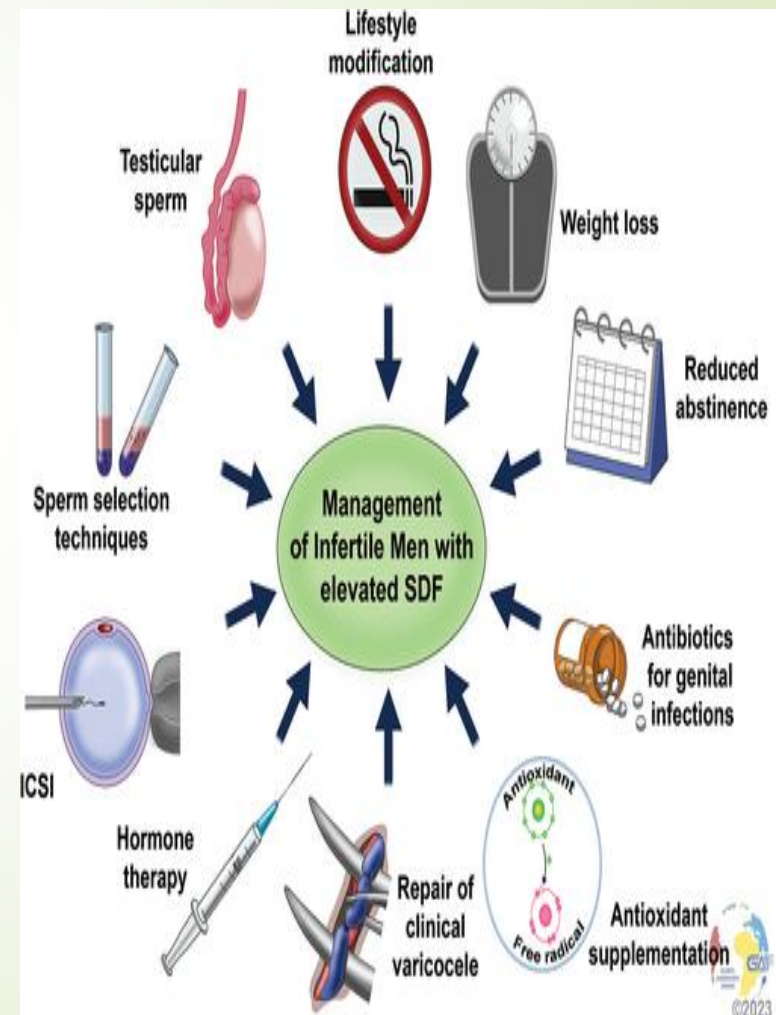 Lifestyle
modification
Testicular
sperm
Weight loss
Reduced
abstinence
Sperm selection
techniques
Management
of Infertile Men with
elevated SDF
Antibiotics
for genital
infections
ICSI
Hormone
therapy
Repair of
clinical
varicocele
Antioxidant
Free radical
Antioxidant
supplementation
©2023